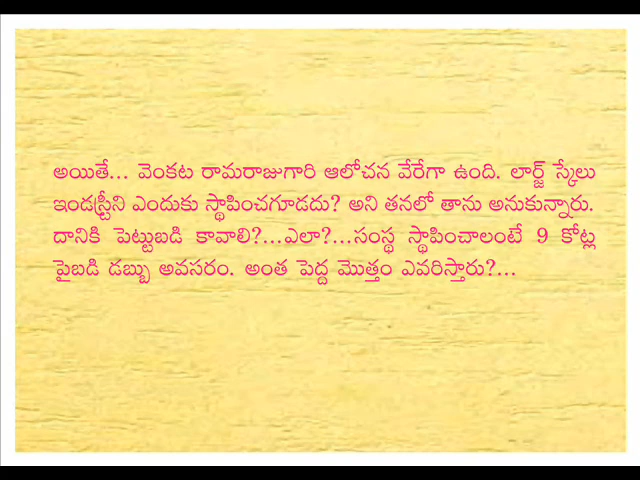 అయితే... వెంకట రామరాజుగారి ఆలోచన వేరేగా ఉంది. లార్జ్ స్కేలు
ఇండస్ట్రీని ఎందుకు స్థాపించగూడదు? అని తనలో తాను అనుకున్నారు.
దానికి పెట్టుబడి కావాలి?...ఎలా?...సంస్థ స్థాపించాలంటే 9 కోట్ల
పైబడి డబ్బు అవసరం. అంత పెద్ద మొత్తం ఎవరిస్తారు?...